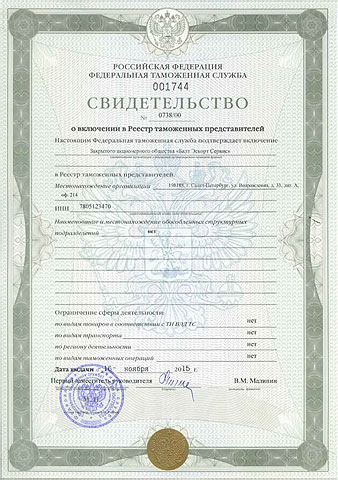 РОССИЙСКАЯ ФЕДЕРАЦИЯ
ФЕДЕРАЛЬНАЯ ТАМОЖЕННАЯ СЛУЖБА
001744
СВИДЕТЕЛЬСТВО
№ 0738/00
о включении в Реестр таможенных представителей
Настоящим Федеральная таможенная служба подтверждает включение
Закрытого акционерного общества «Балт Эскорт Сервис»
в Реестр таможенных представителей.
Местонахождение организации г. Санкт-Петербург, ул. Возрождения, д. лит. А,
оф. 214
ИНН 7805123470
Наименование и местонахождение обособленных структурных
подразделений нет
Ограничение сферы деятельности:
по видам товаров в соответствии с ТН ВЭД ТС нет
по видам транспорта нет
по региону деятельности нет
по видам таможенных операций нет
Дата выдачи 16 ноября 2015 г.
Первый заместитель руководителя В.М. Малинин